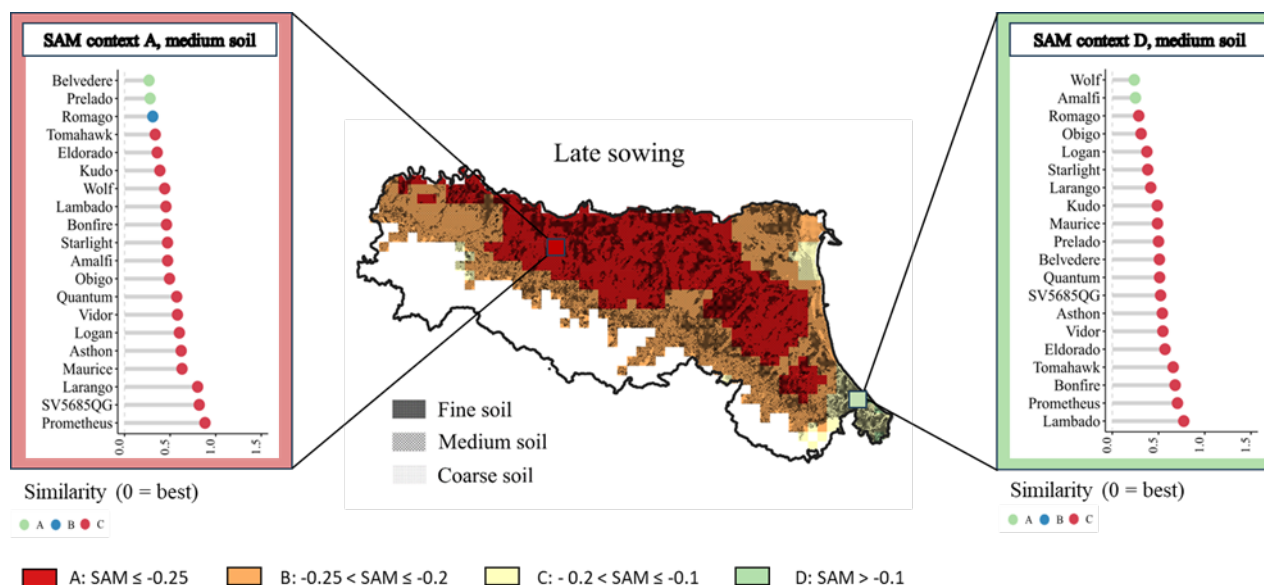 SAM context A, medium soil
Belvedere
Prelado
Romago
Tomahawk
Eldorado
Kudo
Wolf
Lambado
Bonfire
Starlight
Amalfi
Obigo
Quantum
Vidor
Logan
Asthon
Maurice
Larango
SV5685QG
Prometheus
0.0
0.5
1.0
1.5
Similarity (0 = best)
A B C
Late sowing
Fine soil
Medium soil
Coarse soil
SAM context D, medium soil
Wolf
Amalfi
Romago
Obigo
Logan
Starlight
Larango
Kudo
Maurice
Prelado
Belvedere
Quantum
SV5685QG
Asthon
Vidor
Eldorado
Tomahawk
Bonfire
Prometheus
Lambado
0.0
0.5
1.0
1.5
Similarity (0 = best)
A B C
A: SAM ≤ -0.25 B: -0.25 < SAM ≤ -0.2 C: - 0.2 < SAM ≤ -0.1 D: SAM > -0.1